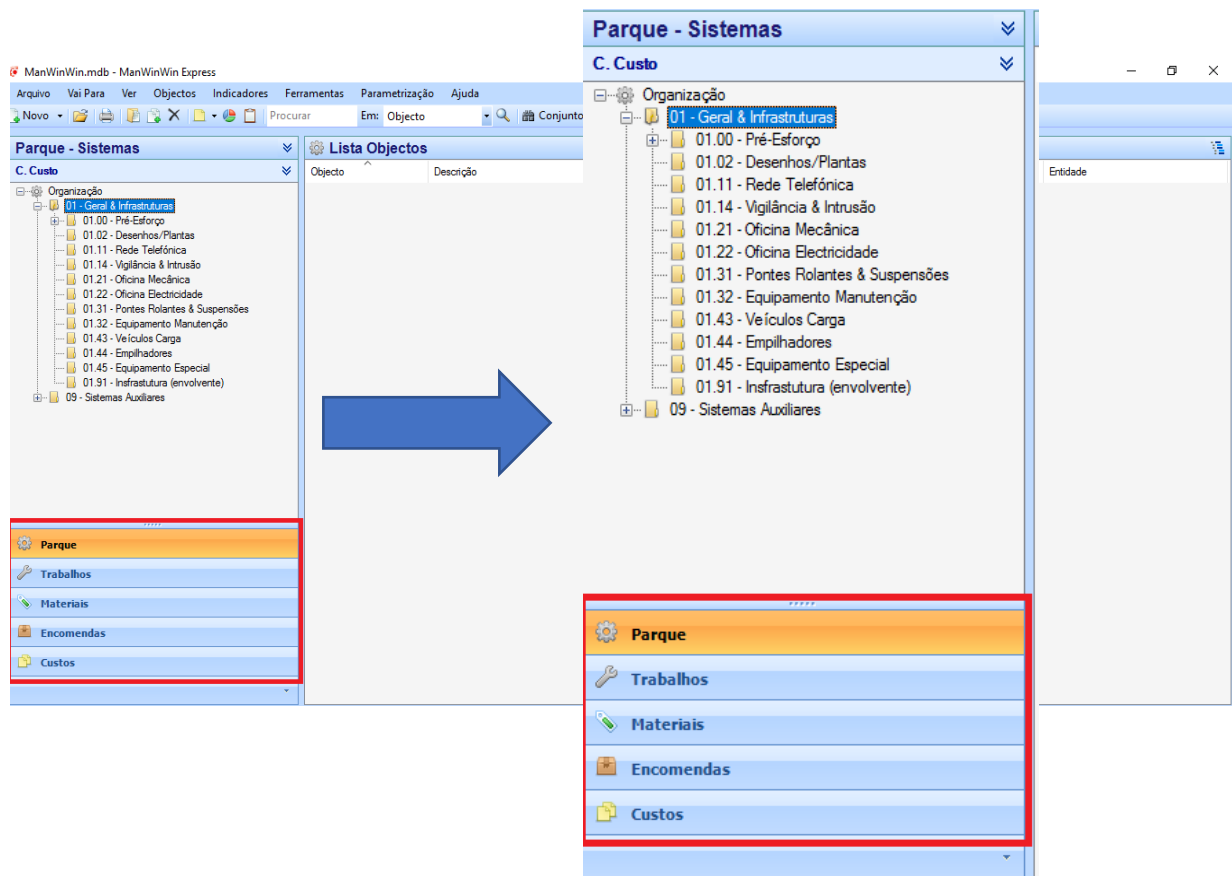 ManWinWin.mdb - ManWinWin Express
Arquivo Vai Para Ver Objectos Indicadores Ferramentas Parametrização Ajuda
Novo Procurar Em: Objecto Conjunto
Parque - Sistemas
C. Custo
Organização
01 - Geral & Infrastruturas
01.00 - Pré-Esforço
01.02 - Desenhos/Plantas
01.11 - Rede Telefónica
01.14 - Vigilância & Intrusão
01.21 - Oficina Mecânica
01.22 - Oficina Electricidade
01.31 - Pontes Rolantes & Suspensões
01.32 - Equipamento Manutenção
01.43 - Veículos Carga
01.44 - Empilhadores
01.45 - Equipamento Especial
01.91 - Insfrastutura (envolvente)
09 - Sistemas Auxiliares
Parque
Trabalhos
Materiais
Encomendas
Custos
Lista Objectos
Objecto Descrição Entidade
Parque - Sistemas
C. Custo
Organização
01 - Geral & Infrastruturas
01.00 - Pré-Esforço
01.02 - Desenhos/Plantas
01.11 - Rede Telefónica
01.14 - Vigilância & Intrusão
01.21 - Oficina Mecânica
01.22 - Oficina Electricidade
01.31 - Pontes Rolantes & Suspensões
01.32 - Equipamento Manutenção
01.43 - Veículos Carga
01.44 - Empilhadores
01.45 - Equipamento Especial
01.91 - Insfrastutura (envolvente)
09 - Sistemas Auxiliares
Parque
Trabalhos
Materiais
Encomendas
Custos